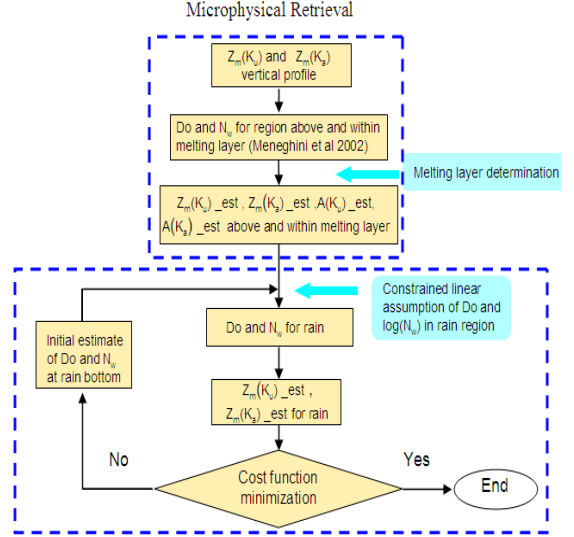 Microphysical Retrieval
Zm(Ku) and Zm(Ka)
vertical profile
Do and Nw for region above and within
melting layer (Meneghini et al 2002)
Melting layer determination
Zm(Ku) _est , Zm(Ka) _est ,A(Ku)_est,
A(Ka) _est above and within melting layer
Constrained linear
assumption of Do and
log(Nw) in rain region
Do and Nw for rain
Initial estimate
of Do and Nw
at rain bottom
Zm(Ku) _est ,
Zm(Ka) _est for rain
No
Yes
Cost function
minimization
End